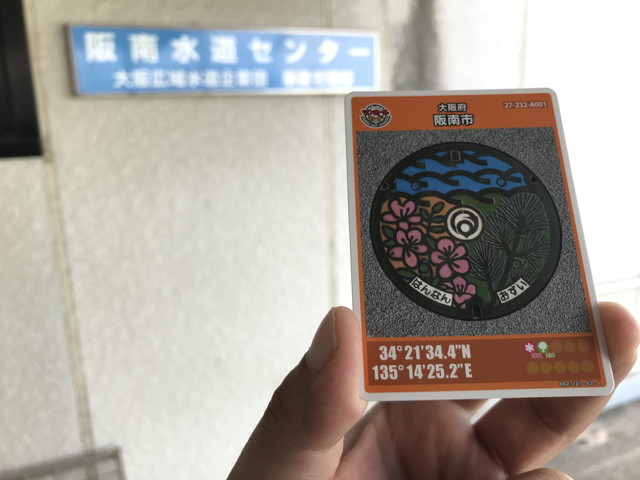 阪南水道センター
大阪広域水道企業団
大阪府
阪南市
27-232-A001
はんなん
おすい
34°21'34.4"N
135°14'25.2"E